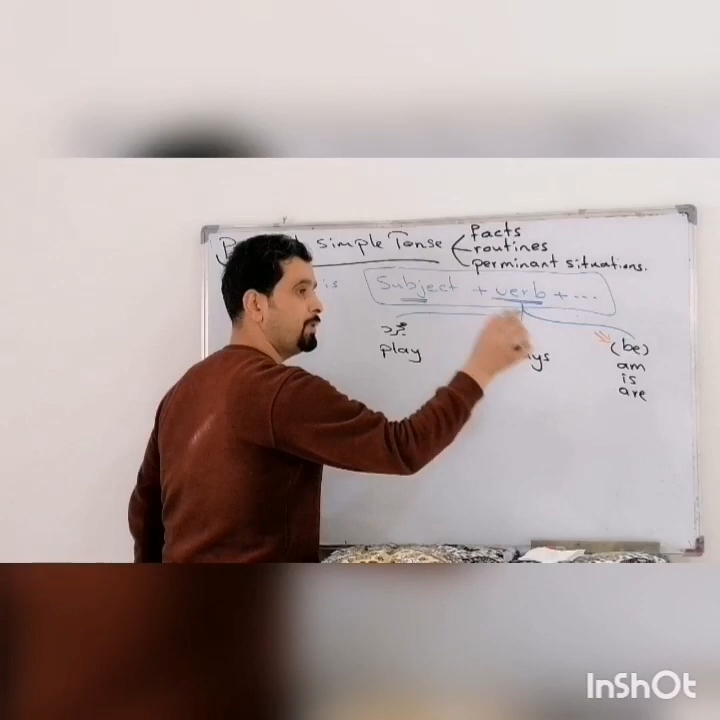 simple Tense
facts
routines
perminant situations.
is
Subject + verb + ...
play
(be)
am
is
are
InShOt